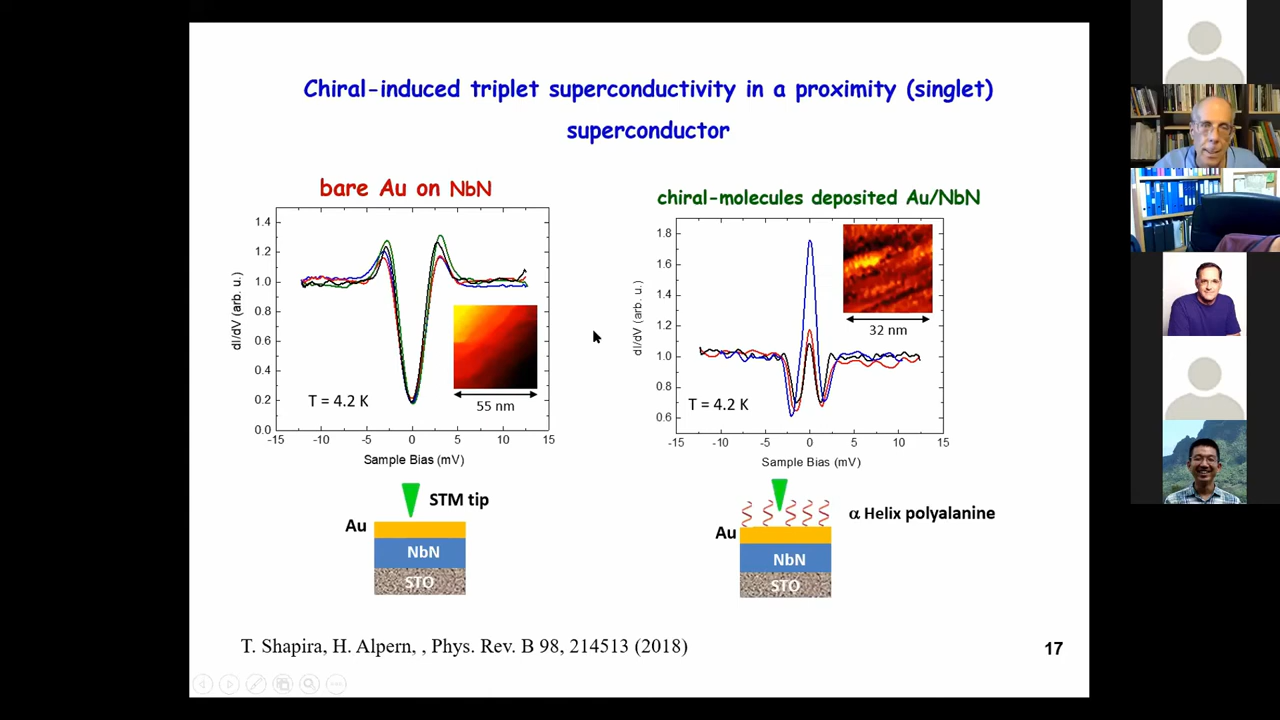 Chiral-induced triplet superconductivity in a proximity (singlet)
superconductor
bare Au on NbN
1.4
1.2
1.0
0.8
0.6
0.4
0.2
0.0
dI/dV (arb. u.)
T = 4.2 K
55 nm
-15 -10 -5 0 5 10 15
Sample Bias (mV)
STM tip
Au
NbN
STO
chiral-molecules deposited Au/NbN
1.8
1.6
1.4
1.2
1.0
0.8
0.6
dI/dV (arb. u.)
32 nm
T = 4.2 K
-15 -10 -5 0 5 10 15
Sample Bias (mV)
α Helix polyalanine
Au
NbN
STO
T. Shapira, H. Alpern, , Phys. Rev. B 98, 214513 (2018)
17